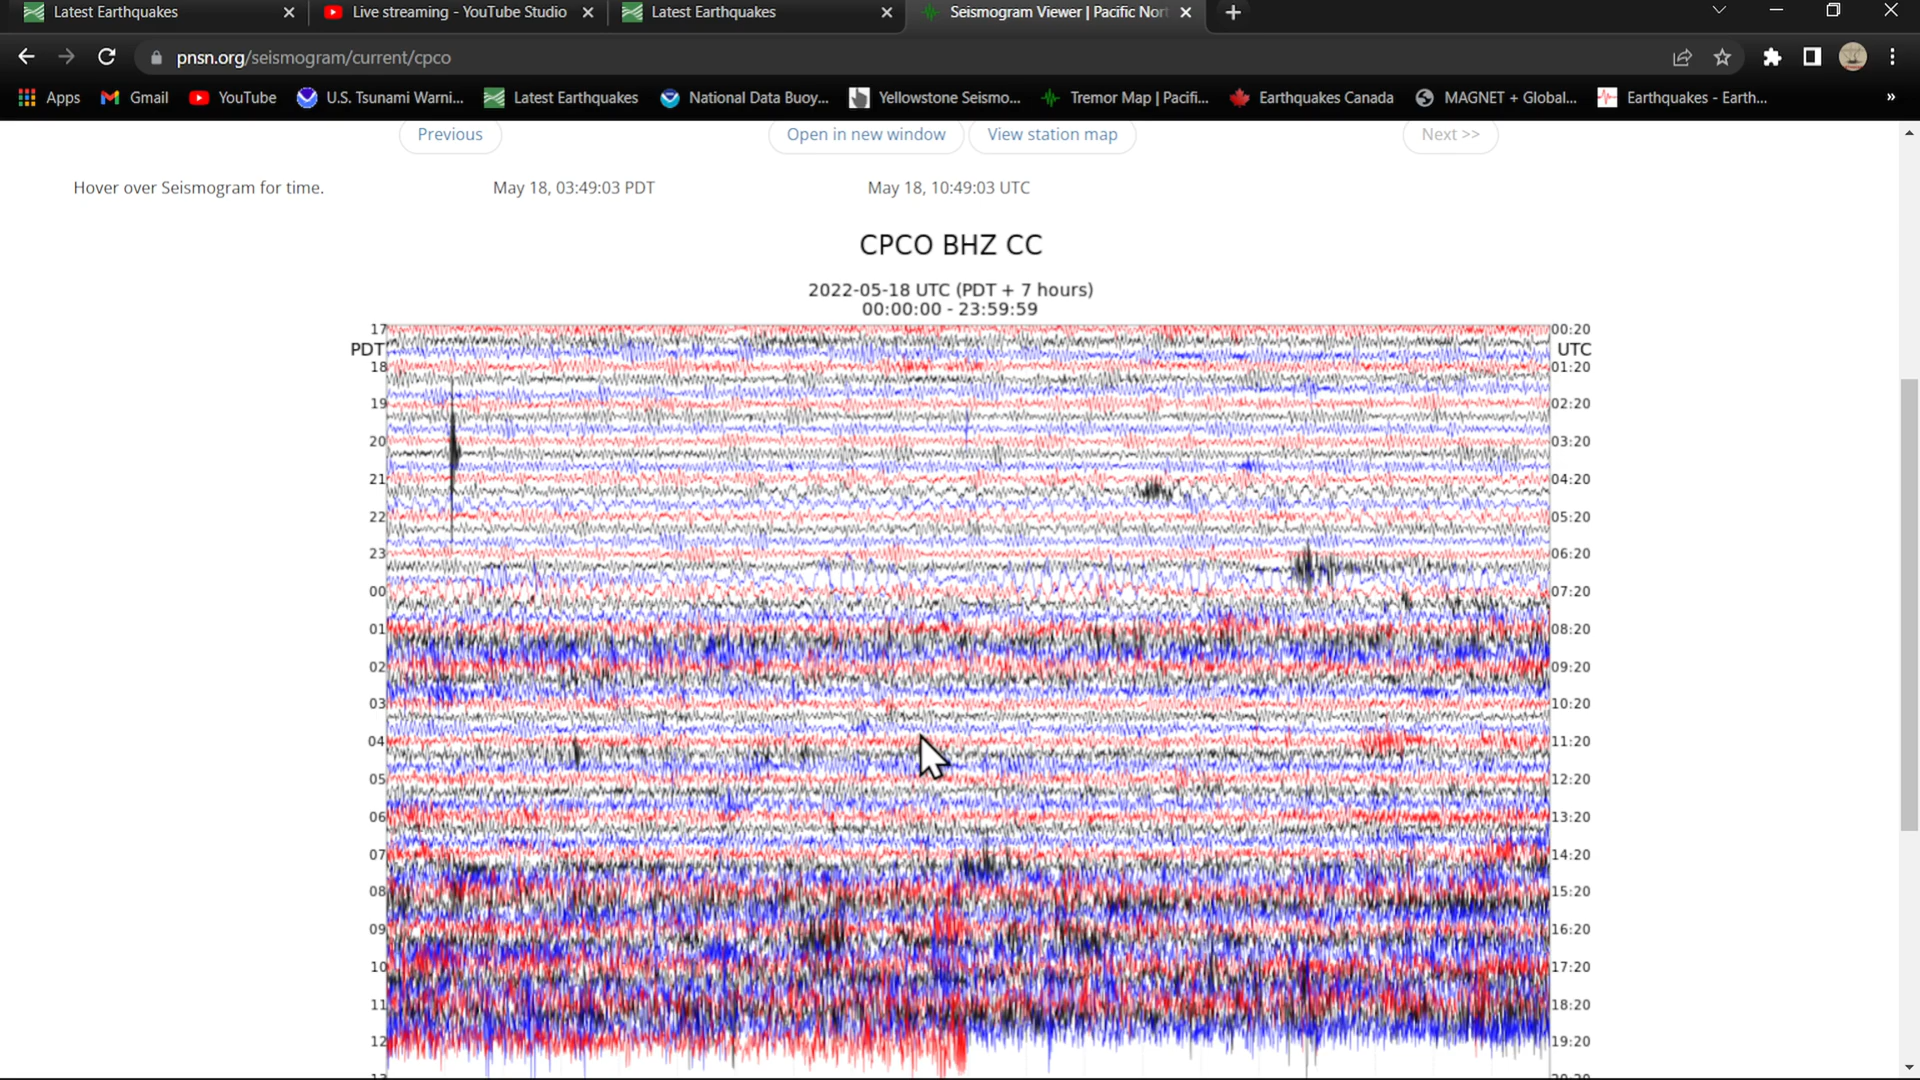 Latest Earthquakes
Live streaming - YouTube Studio
Latest Earthquakes
Seismogram Viewer | Pacific Nort
pnsn.org/seismogram/current/cpco
Apps
Gmail
YouTube
U.S. Tsunami Warni...
Latest Earthquakes
National Data Buoy...
Yellowstone Seismo...
Tremor Map | Pacifi...
Earthquakes Canada
MAGNET + Global...
Earthquakes - Earth...
»
Previous
Open in new window
View station map
Next >>
Hover over Seismogram for time.
May 18, 03:49:03 PDT
May 18, 10:49:03 UTC
CPCO BHZ CC
2022-05-18 UTC (PDT + 7 hours)
00:00:00 - 23:59:59
17 00:20
PDT UTC
18 01:20
19 02:20
20 03:20
21 04:20
22 05:20
23 06:20
00 07:20
01 08:20
02 09:20
03 10:20
04 11:20
05 12:20
06 13:20
07 14:20
08 15:20
09 16:20
10 17:20
11 18:20
12 19:20